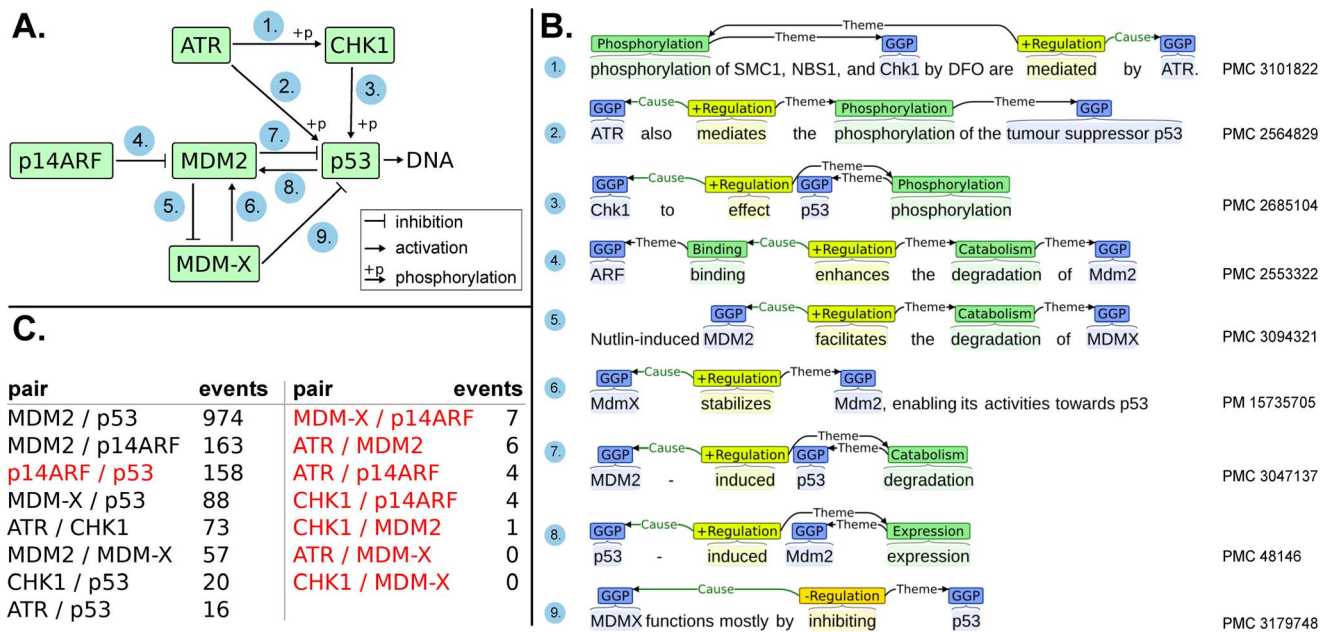 A.
1.
ATR +p CHK1
2. 3.
+p +p
4. 7.
p14ARF MDM2 p53 DNA
8.
5. 6. 9.
MDM-X
inhibition
activation
+p
phosphorylation
B.
Theme
Phosphorylation Theme GGP +Regulation Cause GGP
1. phosphorylation of SMC1, NBS1, and Chk1 by DFO are mediated by ATR. PMC 3101822
GGP Cause +Regulation Theme Phosphorylation Theme GGP
2. ATR also mediates the phosphorylation of the tumour suppressor p53 PMC 2564829
Theme
GGP Cause +Regulation GGP Theme Phosphorylation
3. Chk1 to effect p53 phosphorylation PMC 2685104
GGP Theme Binding Cause +Regulation Theme Catabolism Theme GGP
4. ARF binding enhances the degradation of Mdm2 PMC 2553322
GGP Cause +Regulation Theme Catabolism Theme GGP
5. Nutlin-induced MDM2 facilitates the degradation of MDMX PMC 3094321
GGP Cause +Regulation Theme GGP
6. MdmX stabilizes Mdm2, enabling its activities towards p53 PM 15735705
Theme
GGP Cause +Regulation GGP Theme Catabolism
7. MDM2 - induced p53 degradation PMC 3047137
Theme
GGP Cause +Regulation GGP Theme Expression
8. p53 - induced Mdm2 expression PMC 48146
GGP Cause -Regulation Theme GGP
9. MDMX functions mostly by inhibiting p53 PMC 3179748
C.
pair events pair events
MDM2 / p53 974 MDM-X / p14ARF 7
MDM2 / p14ARF 163 ATR / MDM2 6
p14ARF / p53 158 ATR / p14ARF 4
MDM-X / p53 88 CHK1 / p14ARF 4
ATR / CHK1 73 CHK1 / MDM2 1
MDM2 / MDM-X 57 ATR / MDM-X 0
CHK1 / p53 20 CHK1 / MDM-X 0
ATR / p53 16